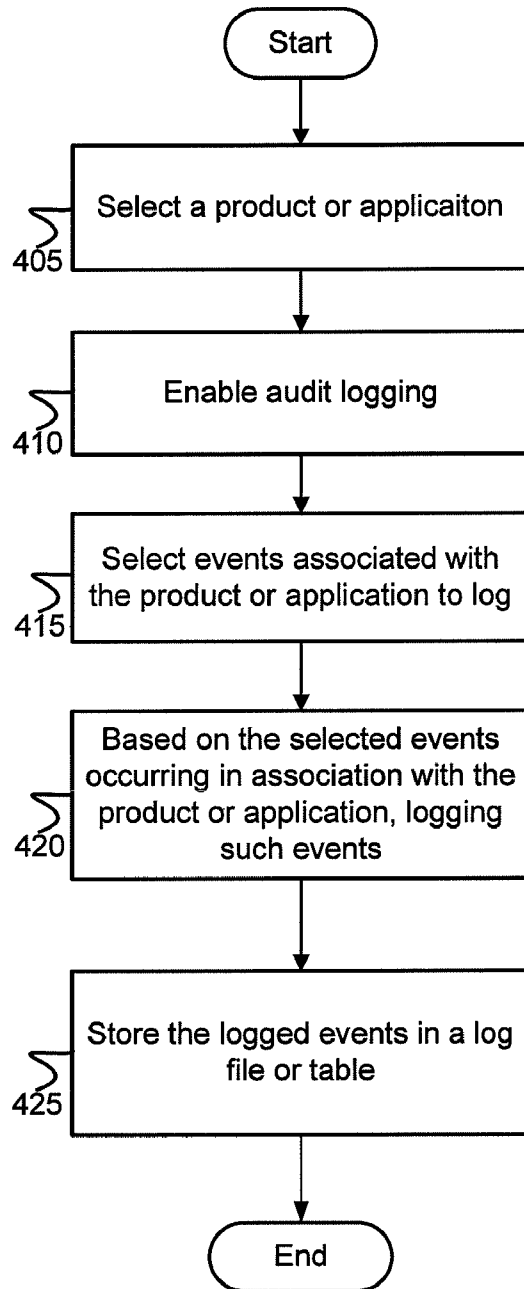 Start
Select a product or applicaiton
405
Enable audit logging
410
Select events associated with
the product or application to log
415
Based on the selected events
occurring in association with the
product or application, logging
such events
420
Store the logged events in a log
file or table
425
End